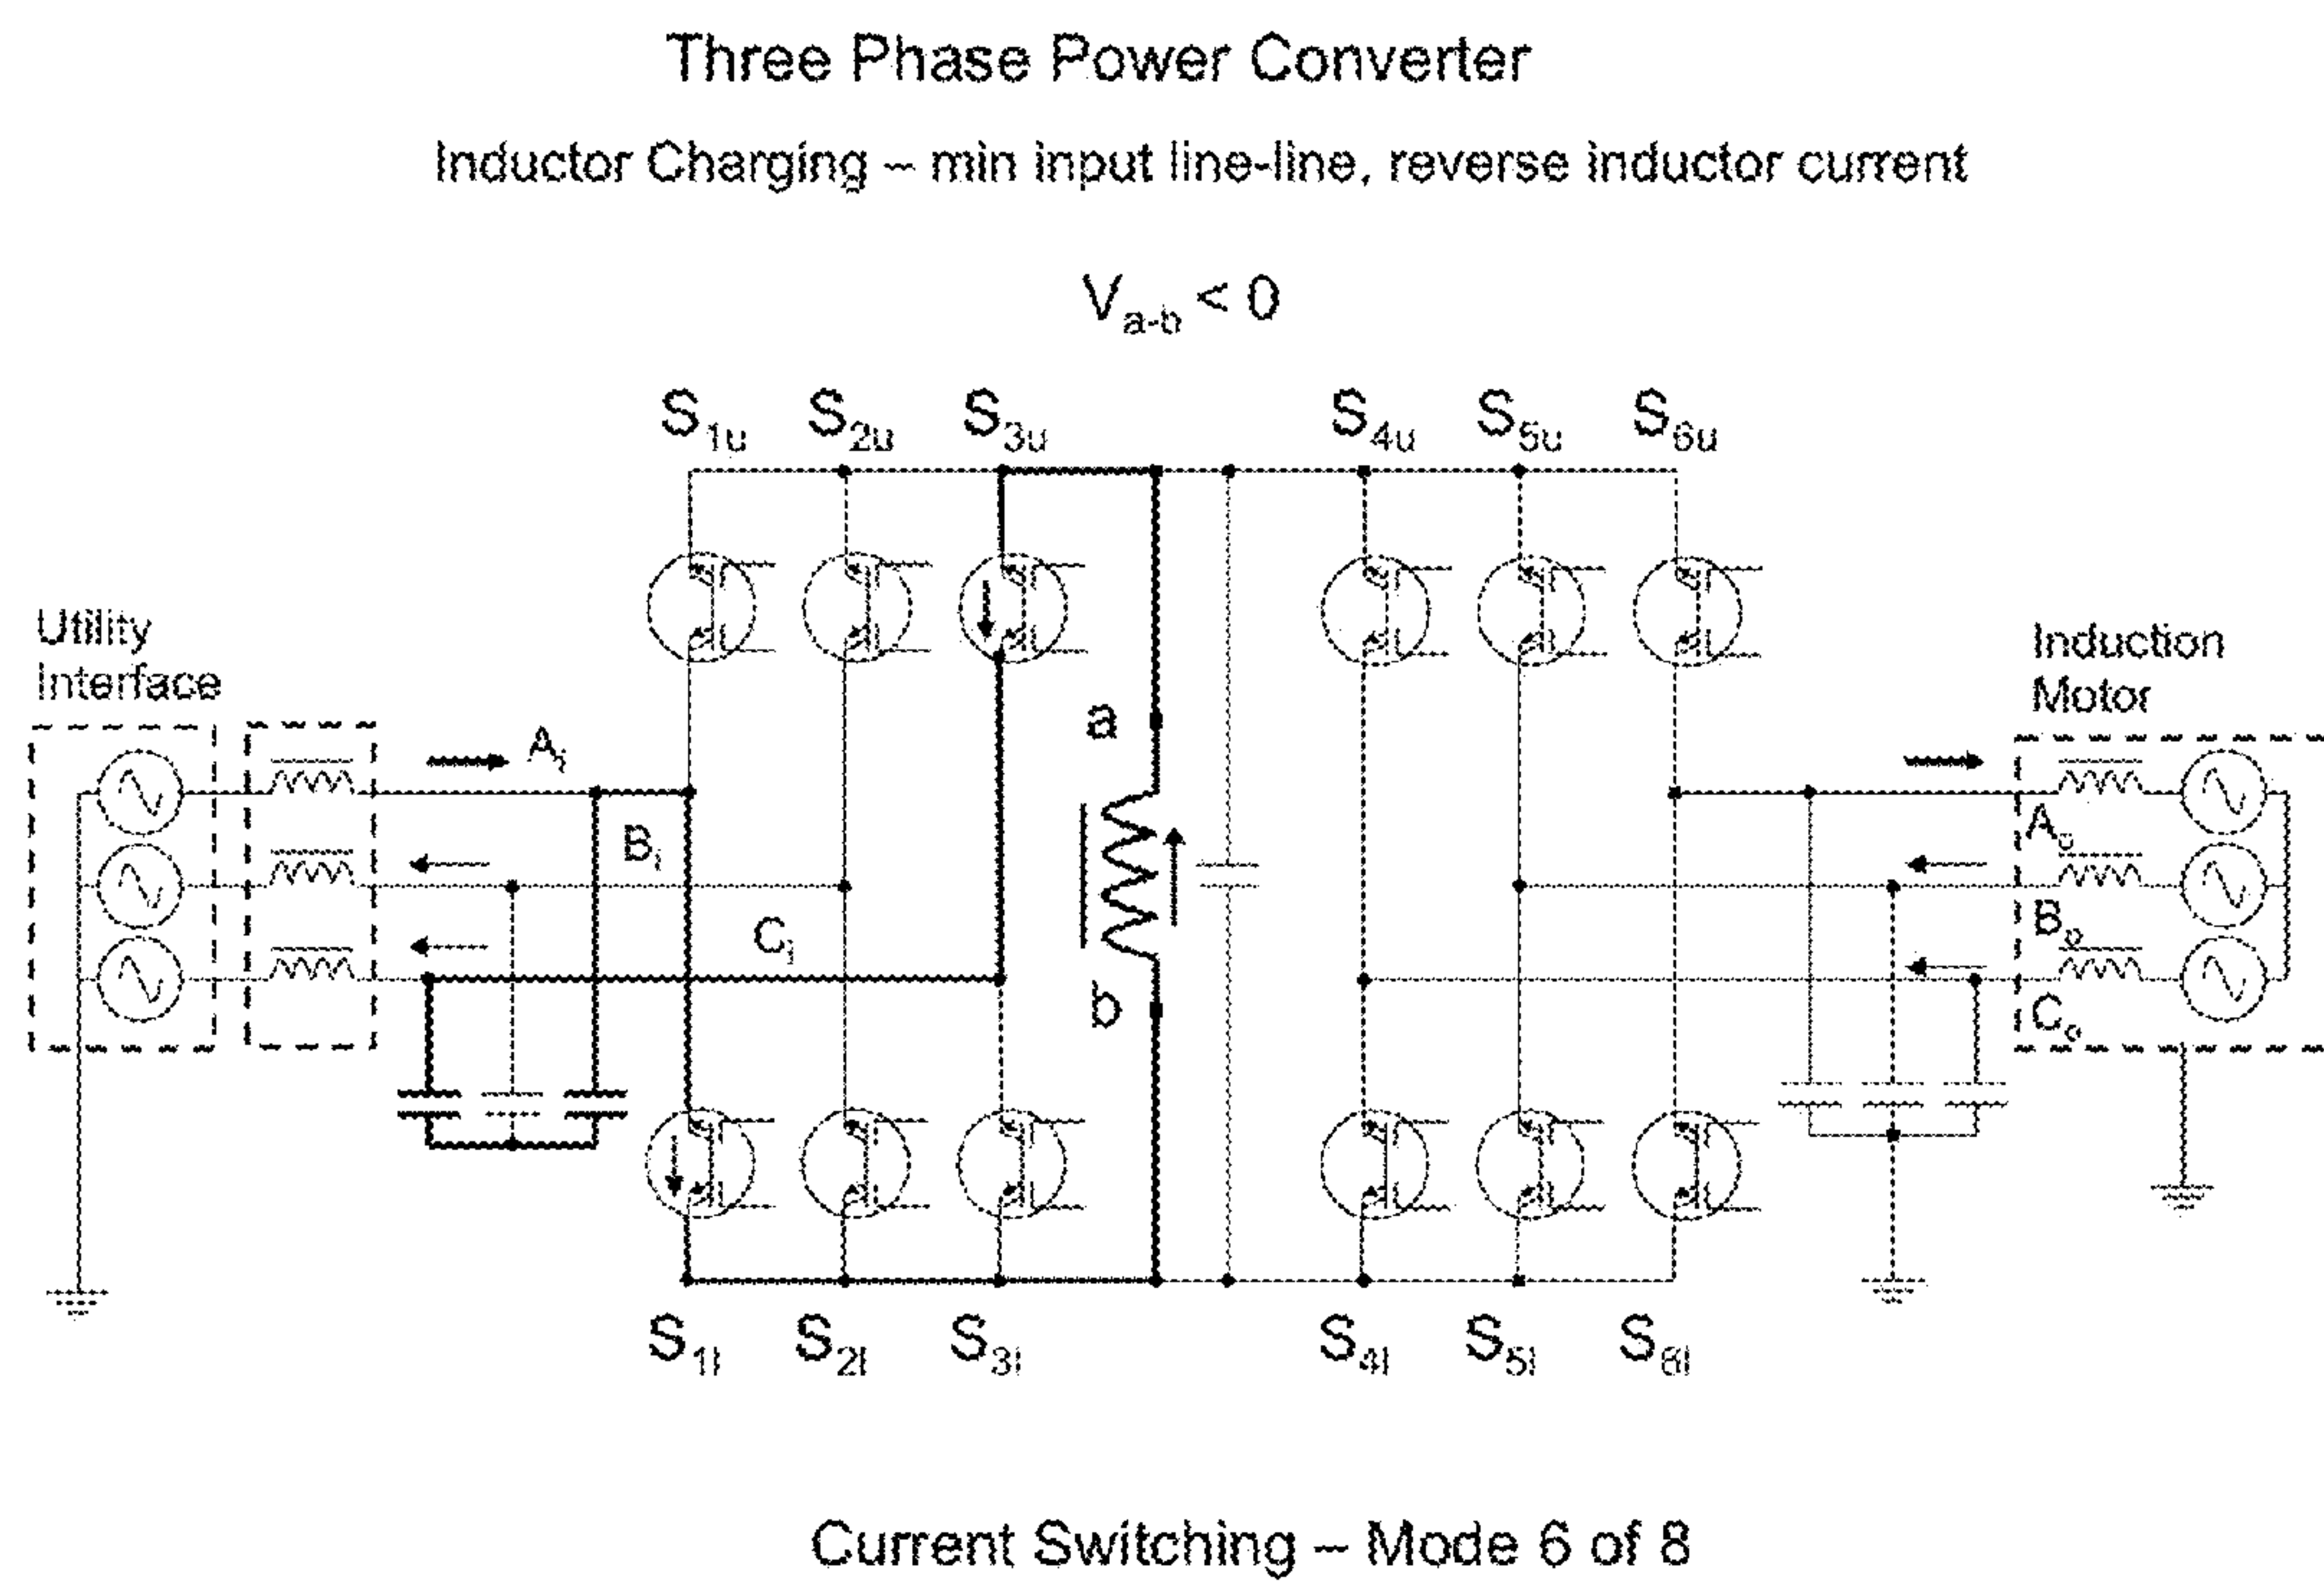 Three Phase Power Converter
Inductor Charging – min input line-line, reverse inductor current
Va-b < 0
S1u S2u S3u S4u S5u S6u
Utility
Interface
Induction
Motor
Ai
Bi
Ci
a
b
Ao
Bo
Co
S1l S2l S3l S4l S5l S6l
Current Switching – Mode 6 of 8